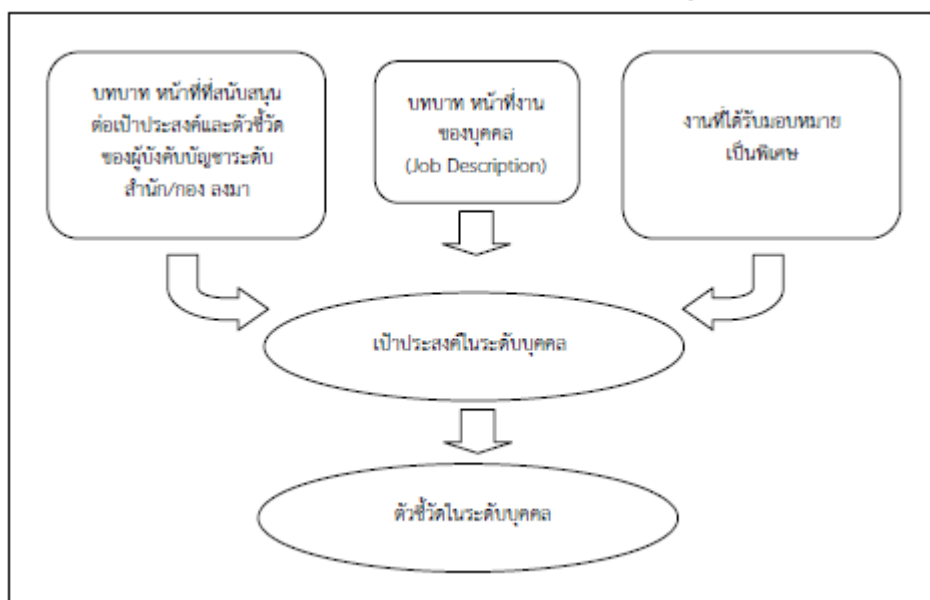 บทบาท หน้าที่ที่สนับสนุน
ต่อเป้าประสงค์และตัวชี้วัด
ของผู้บังคับบัญชาระดับ
สำนัก/กอง ลงมา
บทบาท หน้าที่งาน
ของบุคคล
(Job Description)
งานที่ได้รับมอบหมาย
เป็นพิเศษ
เป้าประสงค์ในระดับบุคคล
ตัวชี้วัดในระดับบุคคล